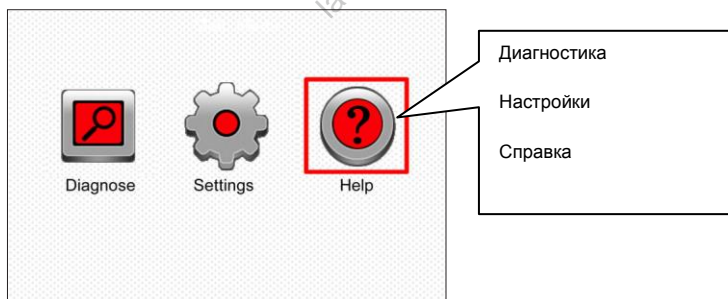 Diagnose Settings Help
Диагностика
Настройки
Справка